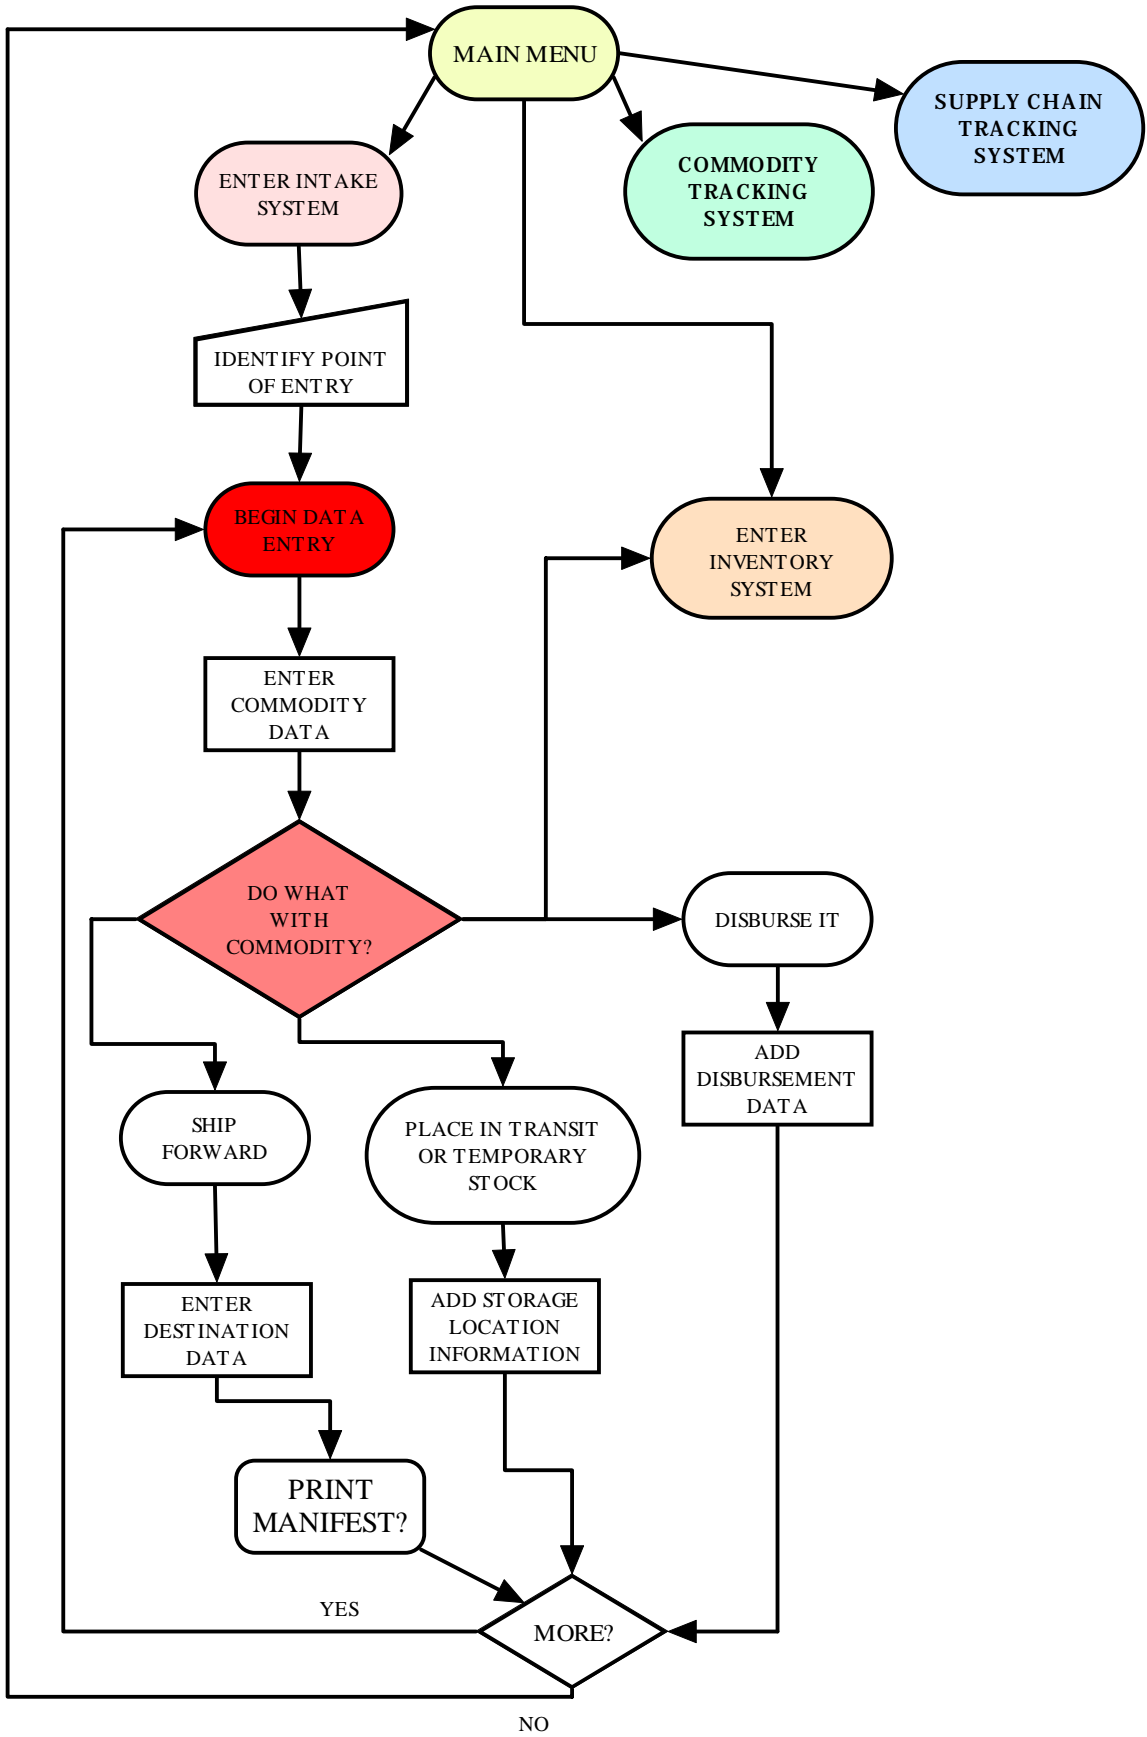 MAIN MENU
SUPPLY CHAIN
TRACKING
SYSTEM
COMMODITY
TRACKING
SYSTEM
ENTER INTAKE
SYSTEM
IDENTIFY POINT
OF ENTRY
BEGIN DATA
ENTRY
ENTER
INVENTORY
SYSTEM
ENTER
COMMODITY
DATA
DO WHAT
WITH
COMMODITY?
DISBURSE IT
ADD
DISBURSEMENT
DATA
SHIP
FORWARD
PLACE IN TRANSIT
OR TEMPORARY
STOCK
ENTER
DESTINATION
DATA
ADD STORAGE
LOCATION
INFORMATION
PRINT
MANIFEST?
YES
MORE?
NO